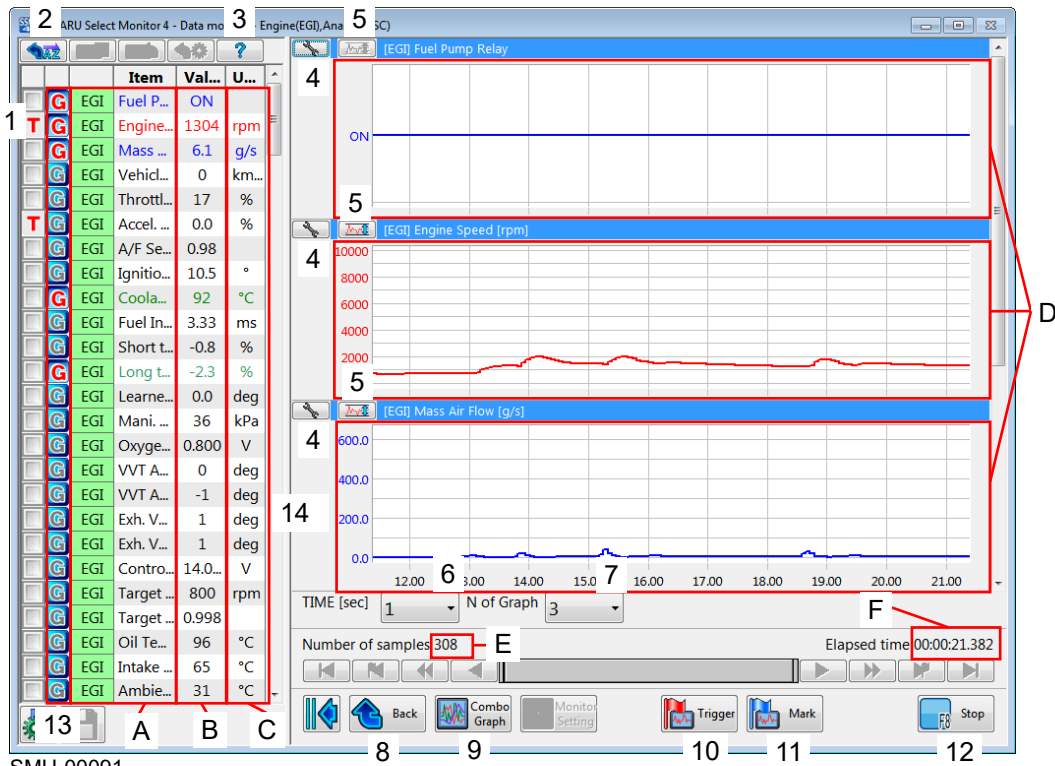 2 3 5
ARU Select Monitor 4 - Data mo Engine(EGI),Ana SC)
AZ ? [EGI] Fuel Pump Relay
Item Val... U...
4
EGI Fuel P... ON
1 T G EGI Engine... 1304 rpm
G EGI Mass ... 6.1 g/s
G EGI Vehicl... 0 km...
G EGI Throttl... 17 %
T G EGI Accel. ... 0.0 %
G EGI A/F Se... 0.98
G EGI Ignitio... 10.5 °
G EGI Coola... 92 °C
G EGI Fuel In... 3.33 ms
G EGI Short t... -0.8 %
G EGI Long t... -2.3 %
G EGI Learne... 0.0 deg
G EGI Mani. ... 36 kPa
G EGI Oxyge... 0.800 V
G EGI VVT A... 0 deg
G EGI VVT A... -1 deg
G EGI Exh. V... 1 deg
G EGI Exh. V... 1 deg
G EGI Contro... 14.0... V
G EGI Target ... 800 rpm
G EGI Target ... 0.998
G EGI Oil Te... 96 °C
G EGI Intake ... 65 °C
G EGI Ambie... 31 °C
13 A B C
14
ON
5
[EGI] Engine Speed [rpm]
4
10000
8000
6000
4000
2000
D
5
[EGI] Mass Air Flow [g/s]
4
600.0
400.0
200.0
0.0
6 7
12.00 3.00 14.00 15.0 16.00 17.00 18.00 19.00 20.00 21.00
TIME [sec] 1 N of Graph 3
F
Number of samples 308 E Elapsed time 00:00:21.382
Back Combo Graph Monitor Setting Trigger Mark F8 Stop
8 9 10 11 12